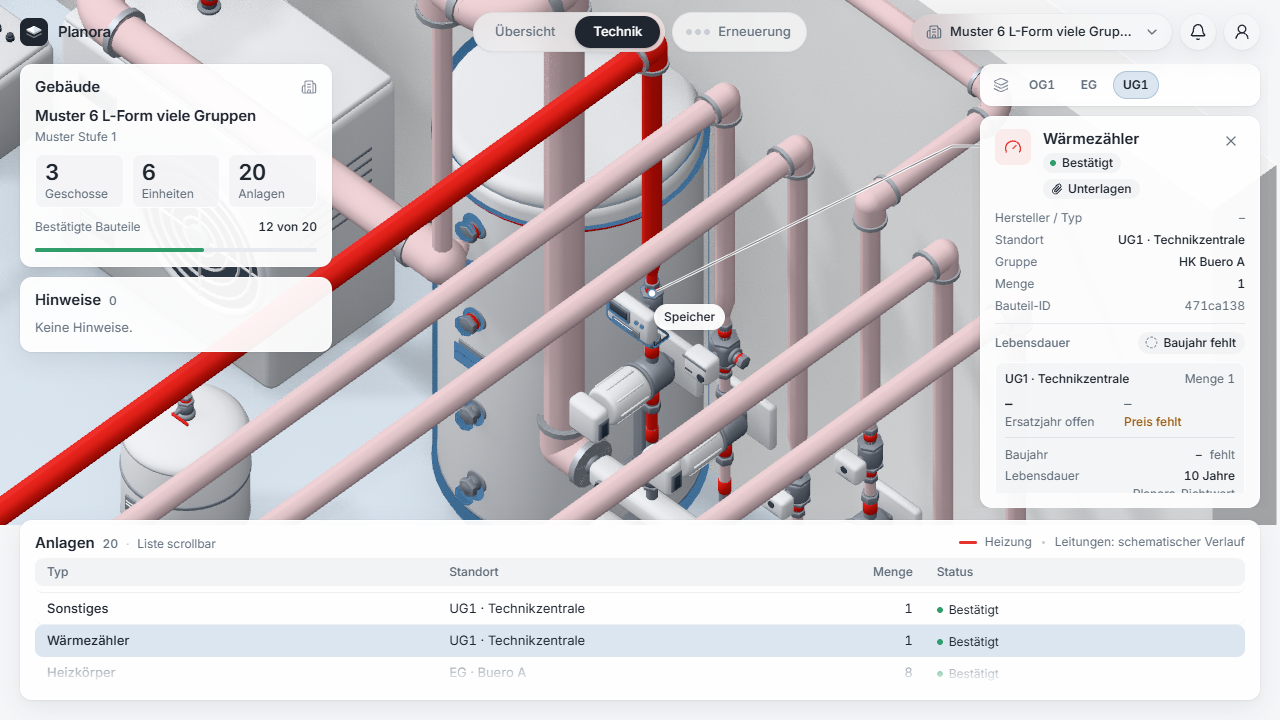 Planora
Übersicht
Technik
Erneuerung
Muster 6 L-Form viele Grup...
Gebäude
Muster 6 L-Form viele Gruppen
Muster Stufe 1
3
Geschosse
6
Einheiten
20
Anlagen
Bestätigte Bauteile
12 von 20
Hinweise 0
Keine Hinweise.
Speicher
OG1
EG
UG1
Wärmezähler
Bestätigt
Unterlagen
Hersteller / Typ –
Standort UG1 · Technikzentrale
Gruppe HK Buero A
Menge 1
Bauteil-ID 471ca138
Lebensdauer Baujahr fehlt
UG1 · Technikzentrale Menge 1
– –
Ersatzjahr offen Preis fehlt
Baujahr – fehlt
Lebensdauer 10 Jahre
Planora-Richtwert
Anlagen 20 · Liste scrollbar
Heizung · Leitungen: schematischer Verlauf
Typ Standort Menge Status
Sonstiges UG1 · Technikzentrale 1 Bestätigt
Wärmezähler UG1 · Technikzentrale 1 Bestätigt
Heizkörper EG · Buero A 8 Bestätigt